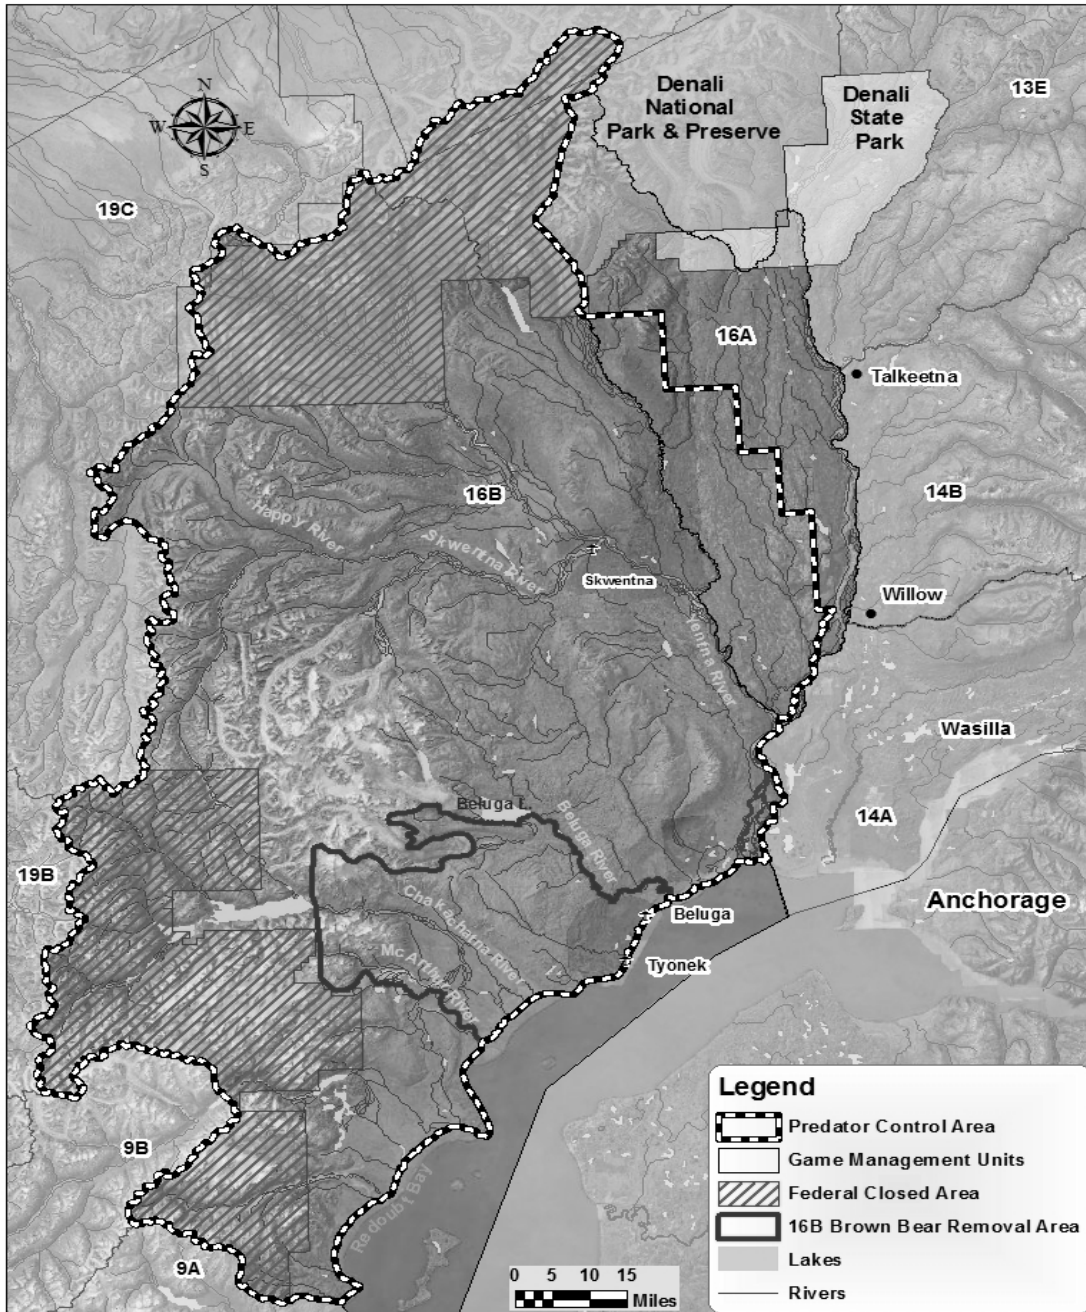 N
W
E
S
Denali
National
Park & Preserve
Denali
State
Park
13E
19C
16A
Talkeetna
16B
14B
Happy River
Skwentna River
Skwentna
Willow
Yentna River
Wasilla
Beluga L.
Beluga River
14A
19B
Chakachatna River
Beluga
Anchorage
McArthur River
Tyonek
9B
Redoubt Bay
9A
Legend
Predator Control Area
Game Management Units
Federal Closed Area
16B Brown Bear Removal Area
Lakes
Rivers
0 5 10 15
Miles